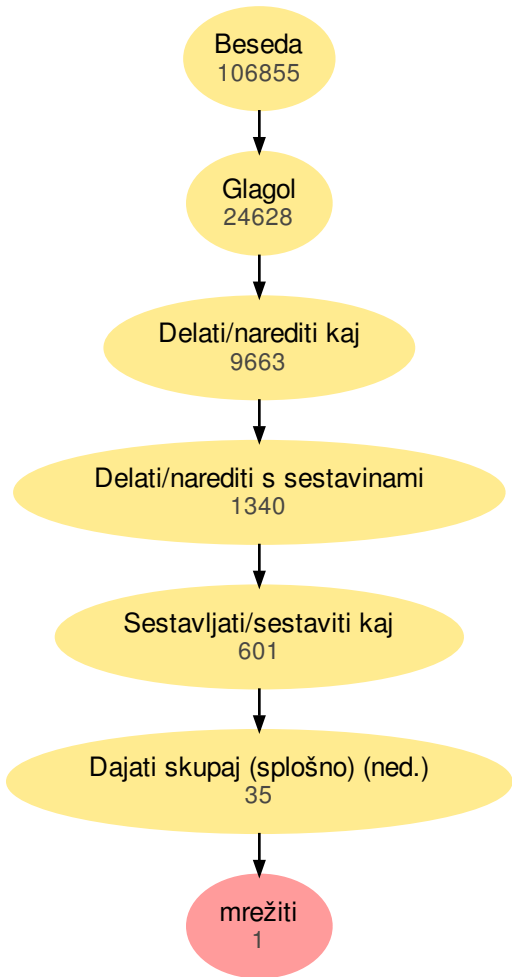 Beseda
106855
Glagol
24628
Delati/narediti kaj
9663
Delati/narediti s sestavinami
1340
Sestavljati/sestaviti kaj
601
Dajati skupaj (splošno) (ned.)
35
mrežiti
1